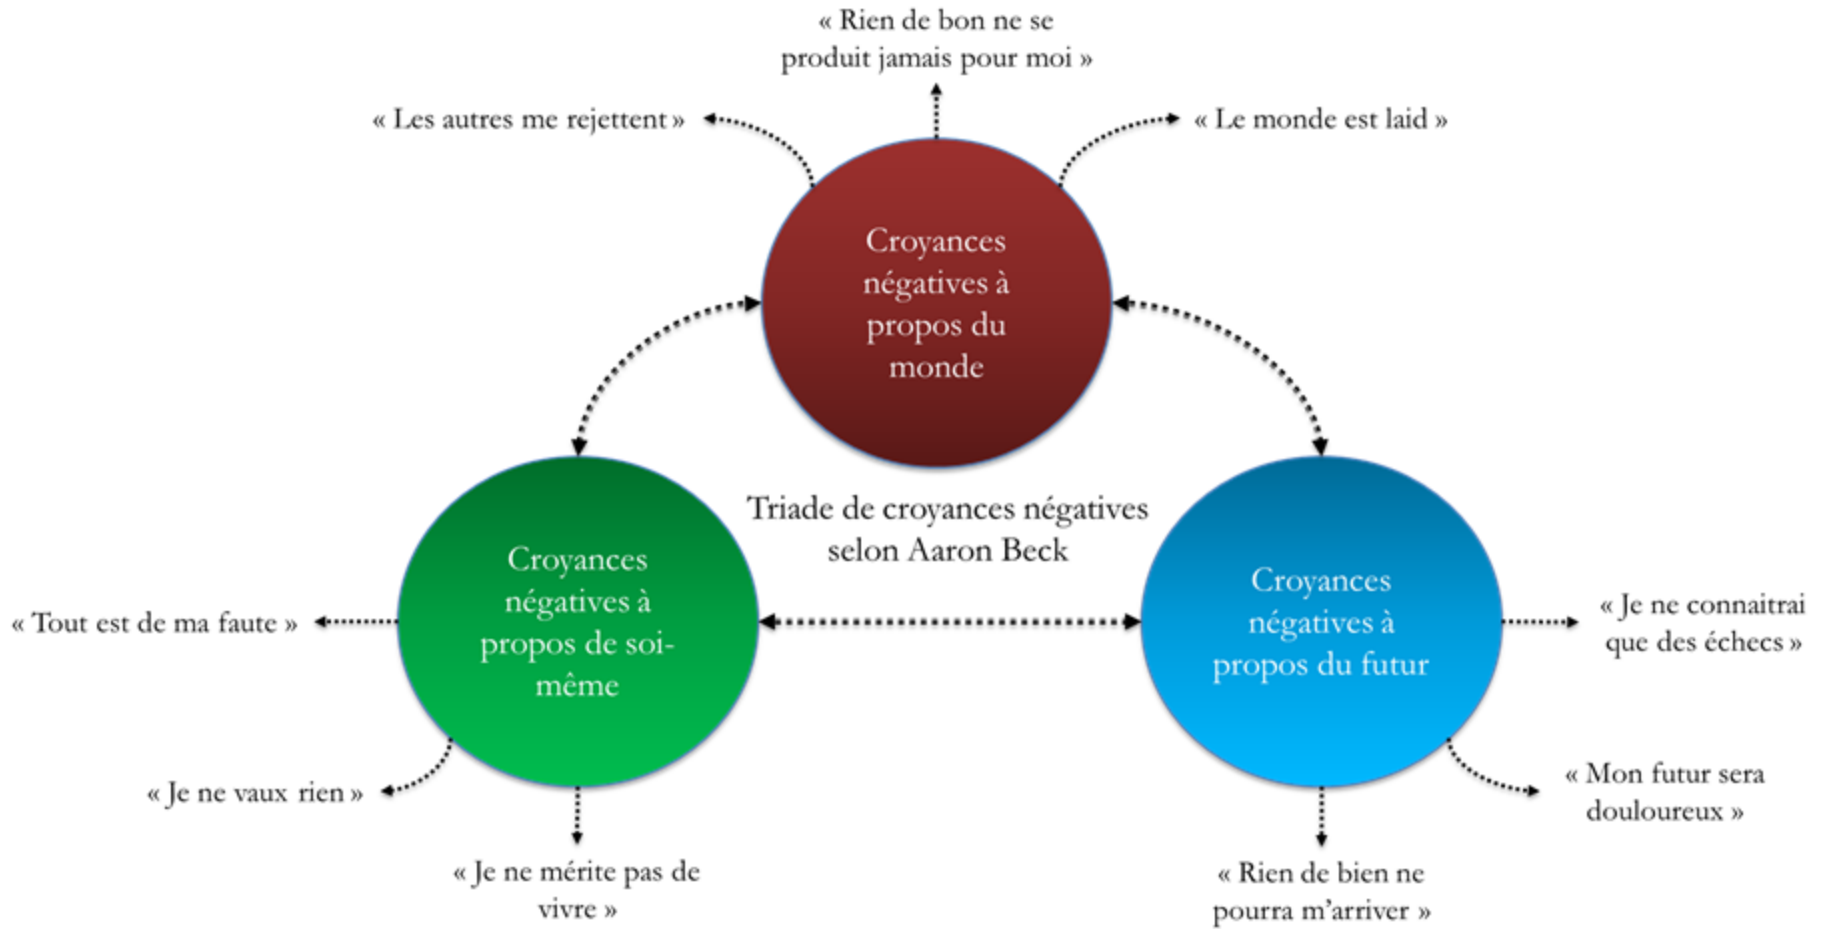 « Rien de bon ne se
produit jamais pour moi »
« Les autres me rejettent »
« Le monde est laid »
Croyances
négatives à
propos du
monde
Triade de croyances négatives
selon Aaron Beck
Croyances
négatives à
propos de soi-
même
Croyances
négatives à
propos du futur
« Tout est de ma faute »
« Je ne connaitrai
que des échecs »
« Je ne vaux rien »
« Mon futur sera
douloureux »
« Je ne mérite pas de
vivre »
« Rien de bien ne
pourra m’arriver »